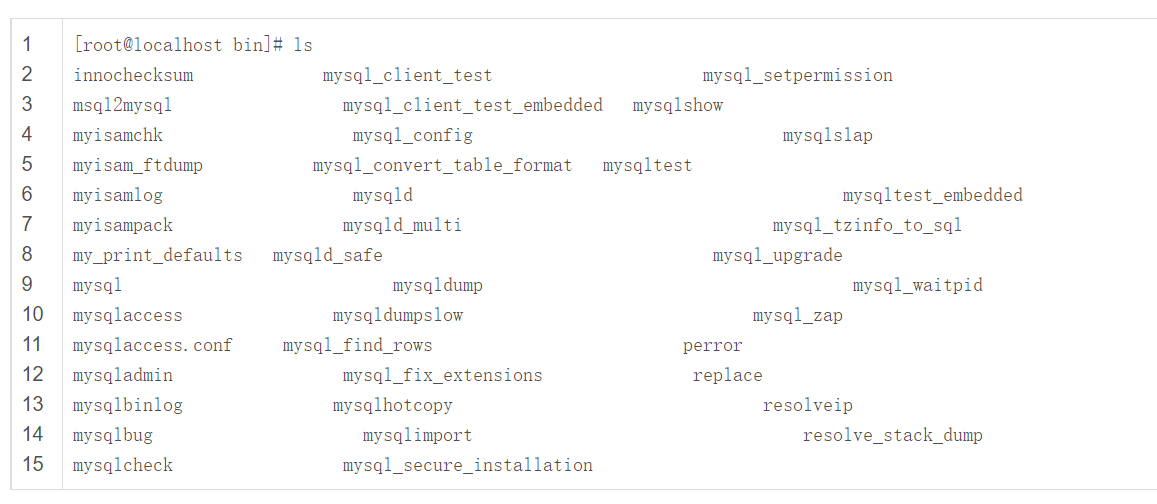 1 [root@localhost bin]# ls
2 innochecksum mysql_client_test mysql_setpermission
3 msql2mysql mysql_client_test_embedded mysqlshow
4 myisamchk mysql_config mysqlslap
5 myisam_ftdump mysql_convert_table_format mysqltest
6 myisamlog mysqld mysqltest_embedded
7 myisampack mysqld_multi mysql_tzinfo_to_sql
8 my_print_defaults mysqld_safe mysql_upgrade
9 mysql mysqldump mysql_waitpid
10 mysqlaccess mysqldumpslow mysql_zap
11 mysqlaccess.conf mysql_find_rows perror
12 mysqladmin mysql_fix_extensions replace
13 mysqlbinlog mysqlhotcopy resolveip
14 mysqlbug mysqlimport resolve_stack_dump
15 mysqlcheck mysql_secure_installation